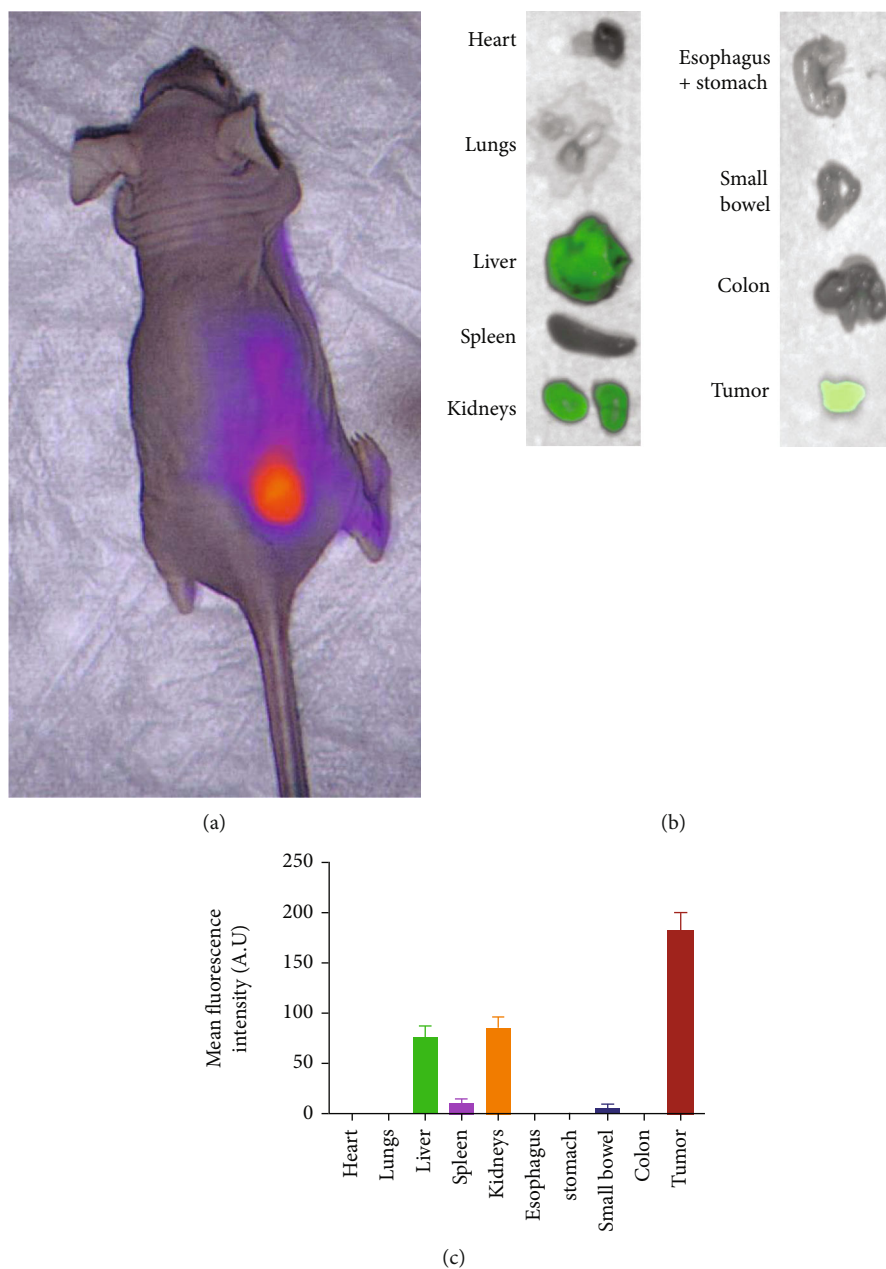 Heart
Lungs
Liver
Spleen
Kidneys
Esophagus
+ stomach
Small
bowel
Colon
Tumor
(a)
(b)
Mean fluorescence
intensity (A.U)
250
200
150
100
50
0
Heart
Lungs
Liver
Spleen
Kidneys
Esophagus
stomach
Small bowel
Colon
Tumor
(c)